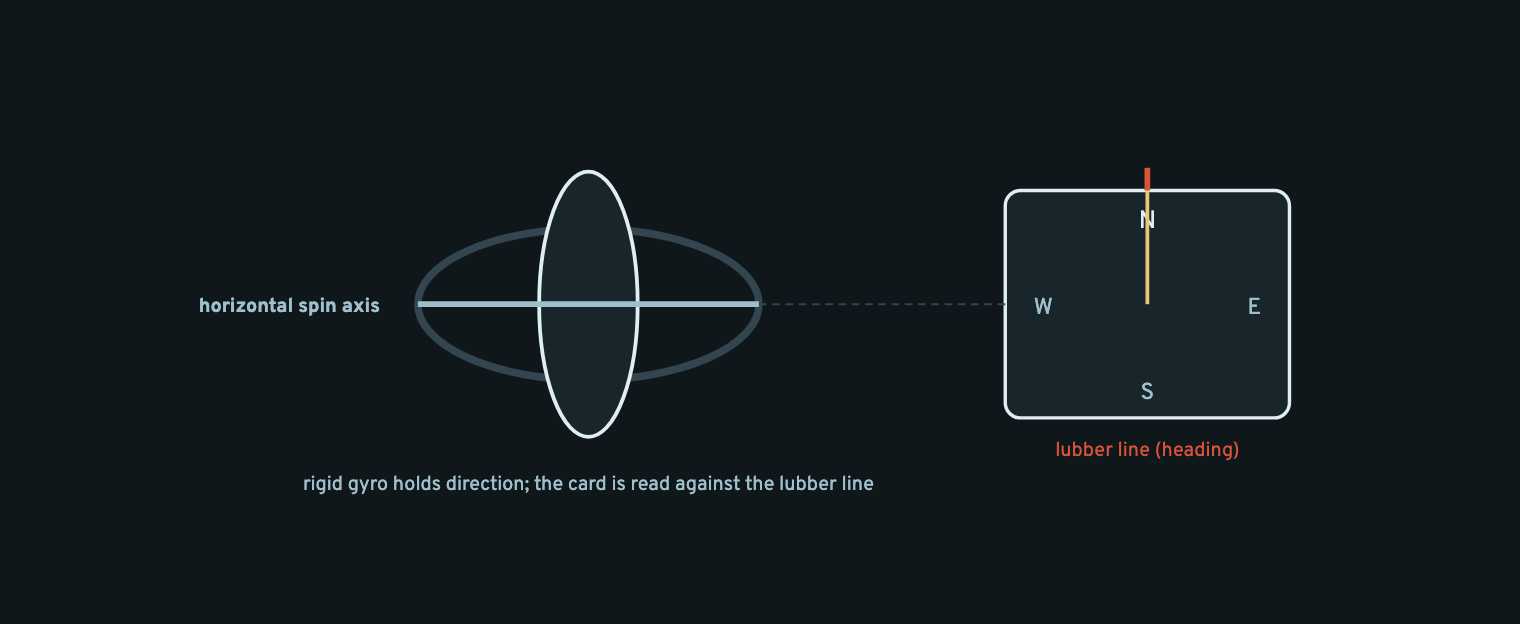 N
horizontal spin axis
W
E
S
lubber line (heading)
rigid gyro holds direction; the card is read against the lubber line